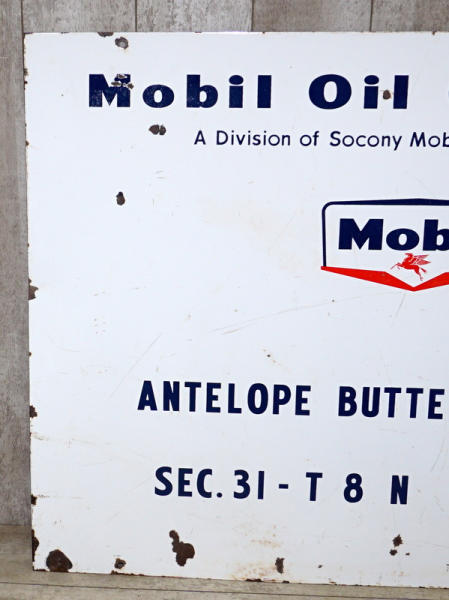 Mobil Oil
A Division of Socony Mob
Mob
ANTELOPE BUTTE
SEC. 31 - T 8 N